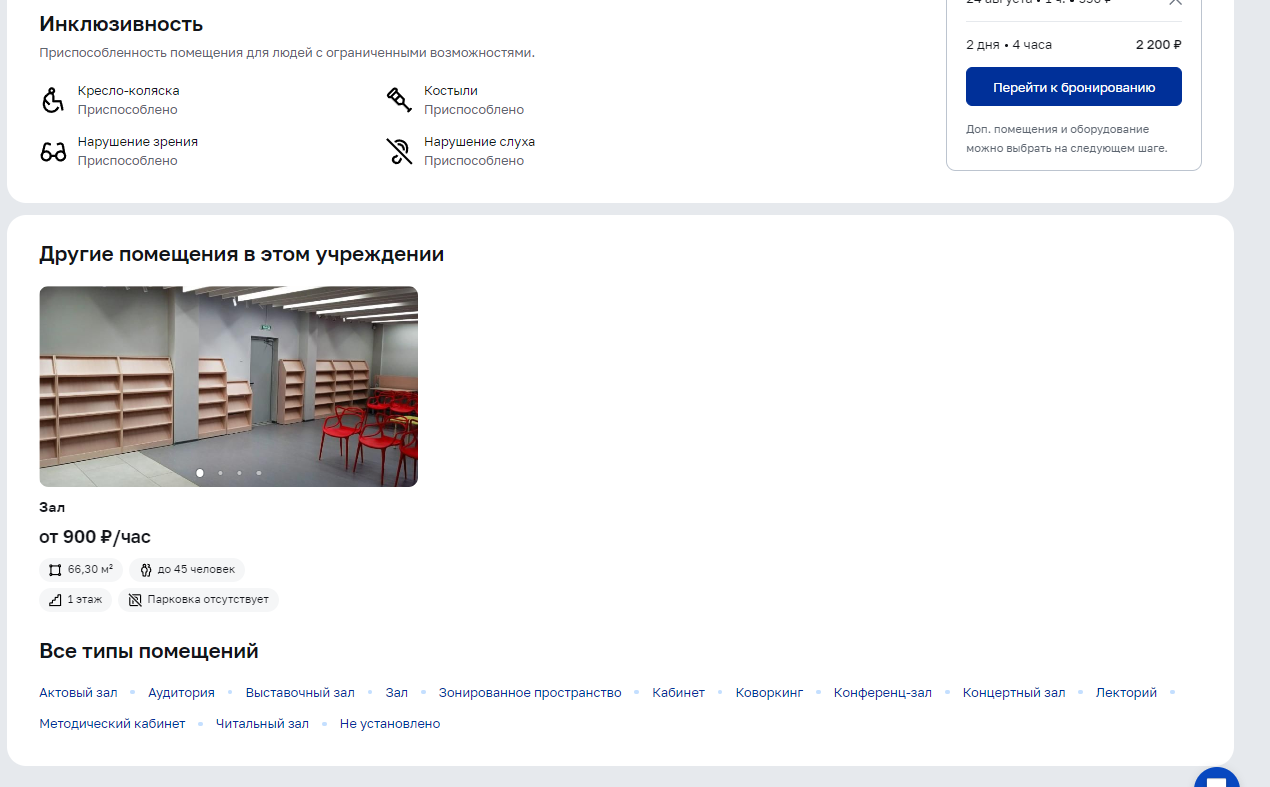 Инклюзивность
Приспособленность помещения для людей с ограниченными возможностями.
Кресло-коляска
Приспособлено
Костыли
Приспособлено
Нарушение зрения
Приспособлено
Нарушение слуха
Приспособлено
24 августа • 1 ч. • 550 ₽
2 дня • 4 часа 2 200 ₽
Перейти к бронированию
Доп. помещения и оборудование
можно выбрать на следующем шаге.
Другие помещения в этом учреждении
Зал
от 900 ₽/час
66,30 м² до 45 человек
1 этаж Парковка отсутствует
Все типы помещений
Актовый зал • Аудитория • Выставочный зал • Зал • Зонированное пространство • Кабинет • Коворкинг • Конференц-зал • Концертный зал • Лекторий •
Методический кабинет • Читальный зал • Не установлено